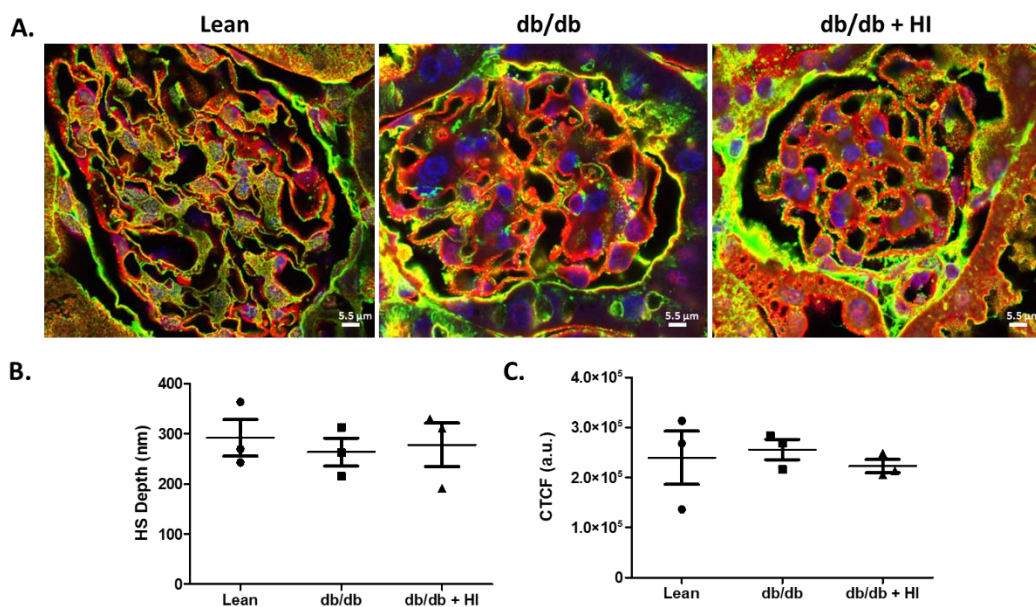 A.
Lean
db/db
db/db + HI
5.5 µm
5.5 µm
5.5 µm
B.
HS Depth (nm)
400
300
200
100
0
Lean
db/db
db/db + HI
C.
CTCF (a.u.)
4.0×10⁵
3.0×10⁵
2.0×10⁵
1.0×10⁵
0
Lean
db/db
db/db + HI